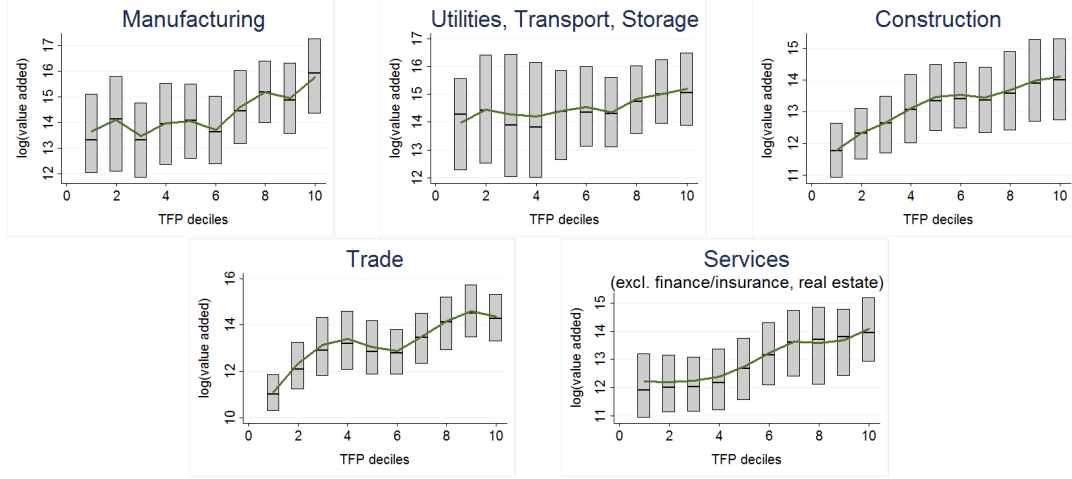 Manufacturing
log(value added)
17
16
15
14
13
12
0 2 4 6 8 10
TFP deciles
Utilities, Transport, Storage
log(value added)
17
16
15
14
13
12
0 2 4 6 8 10
TFP deciles
Construction
log(value added)
15
14
13
12
11
0 2 4 6 8 10
TFP deciles
Trade
log(value added)
16
14
12
10
0 2 4 6 8 10
TFP deciles
Services
(excl. finance/insurance, real estate)
log(value added)
15
14
13
12
11
0 2 4 6 8 10
TFP deciles